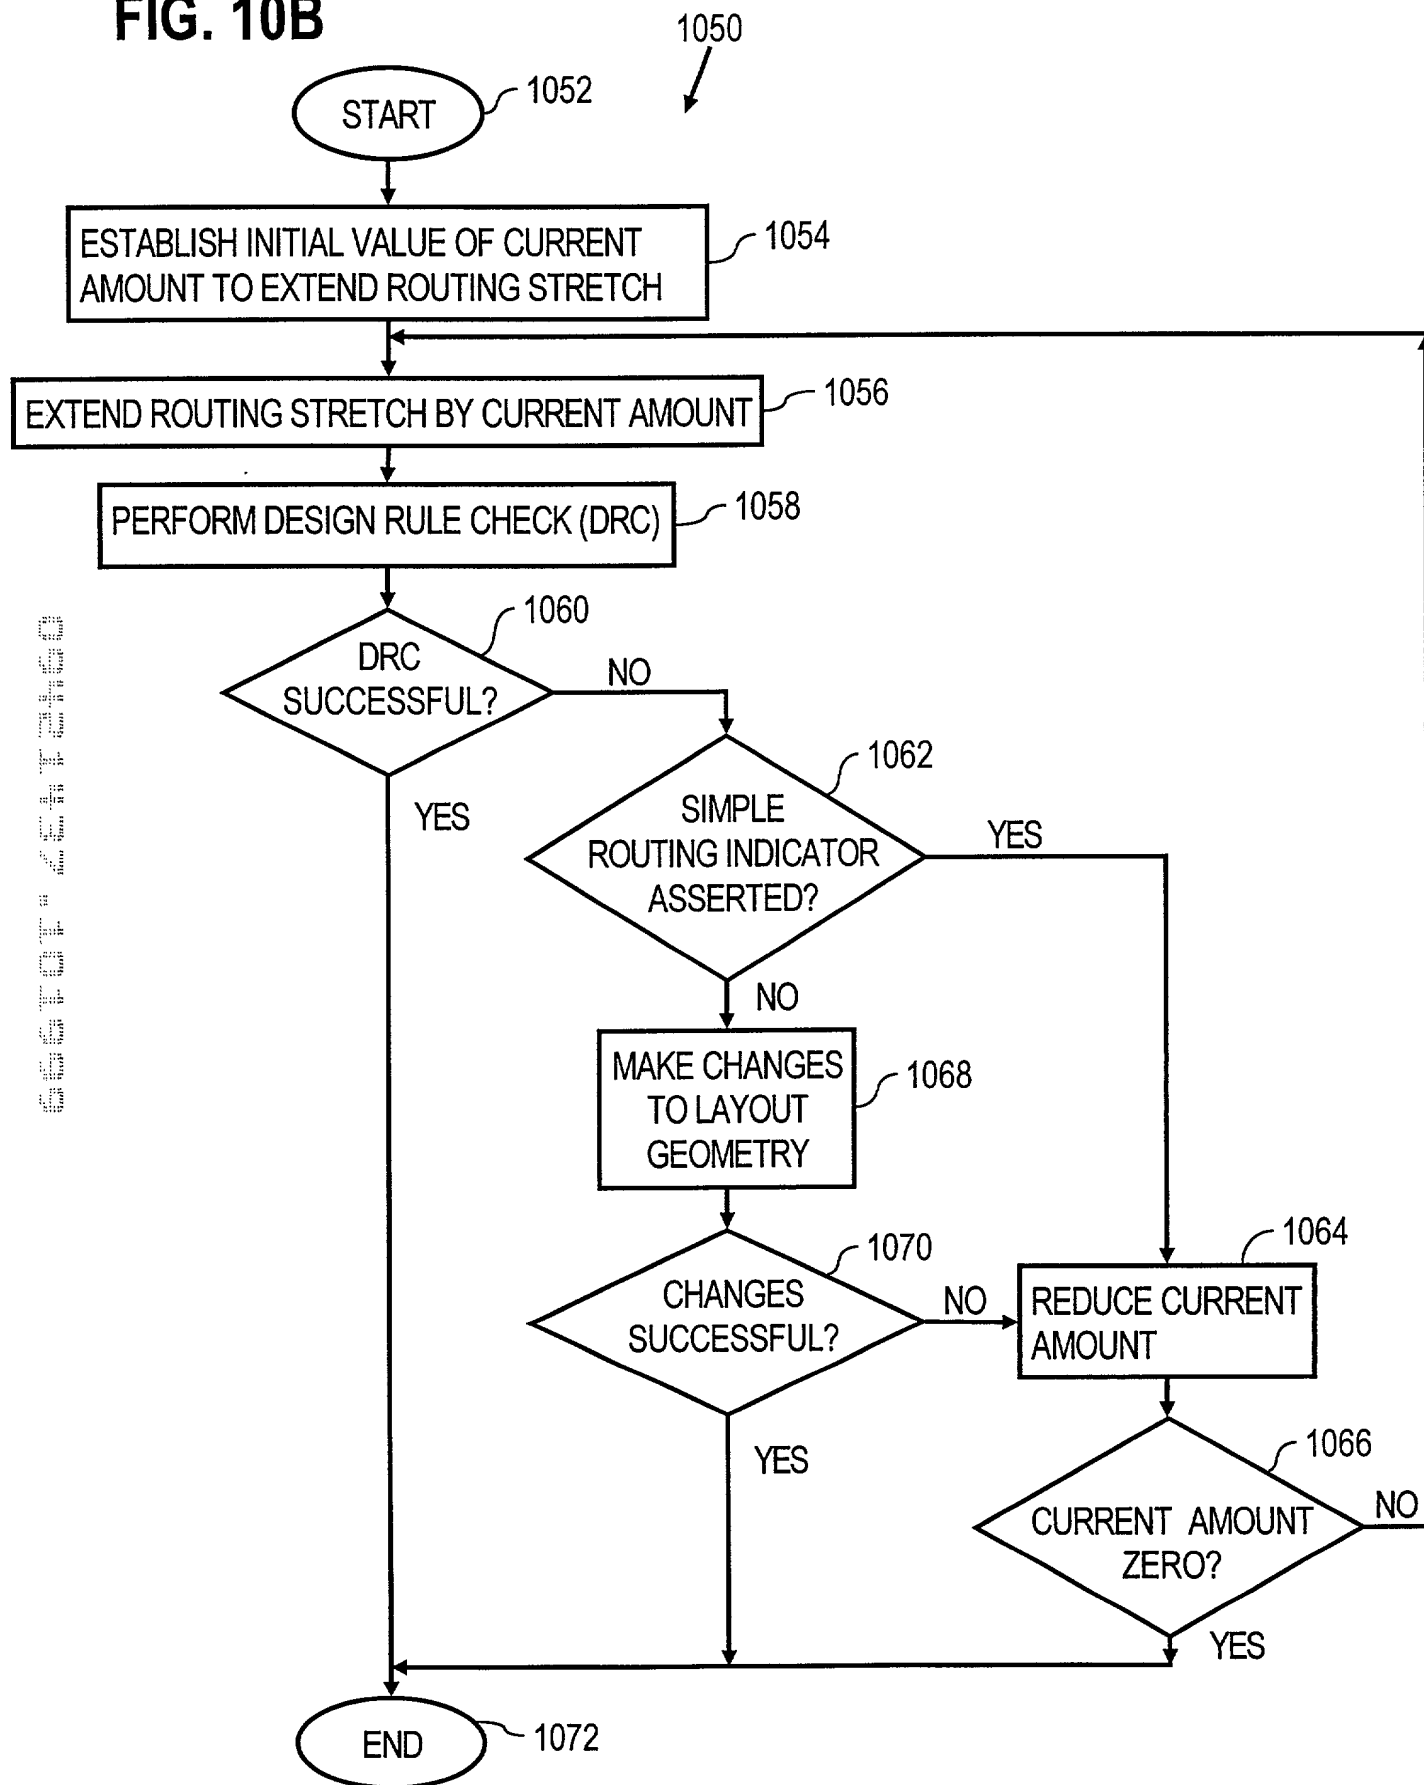 FIG. 10B
1050
START
1052
ESTABLISH INITIAL VALUE OF CURRENT
AMOUNT TO EXTEND ROUTING STRETCH
1054
EXTEND ROUTING STRETCH BY CURRENT AMOUNT
1056
PERFORM DESIGN RULE CHECK (DRC)
1058
DRC
SUCCESSFUL?
1060
NO
YES
SIMPLE
ROUTING INDICATOR
ASSERTED?
1062
YES
NO
MAKE CHANGES
TO LAYOUT
GEOMETRY
1068
CHANGES
SUCCESSFUL?
1070
NO
YES
REDUCE CURRENT
AMOUNT
1064
CURRENT AMOUNT
ZERO?
1066
NO
YES
END
1072